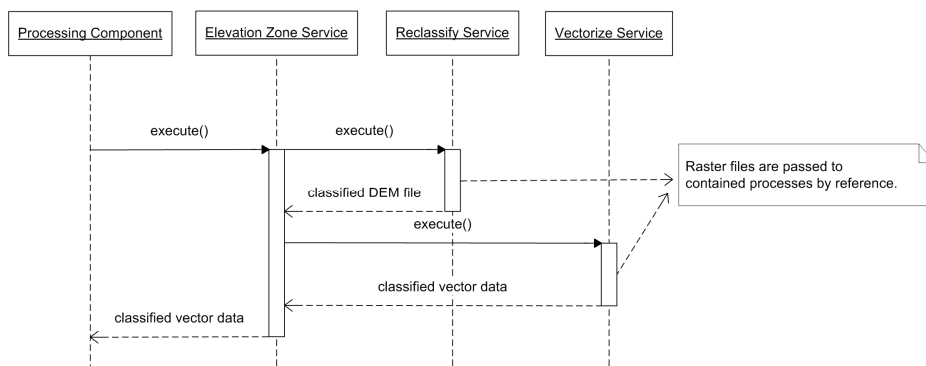 Processing Component
Elevation Zone Service
Reclassify Service
Vectorize Service
execute()
execute()
Raster files are passed to
contained processes by reference.
classified DEM file
execute()
classified vector data
classified vector data